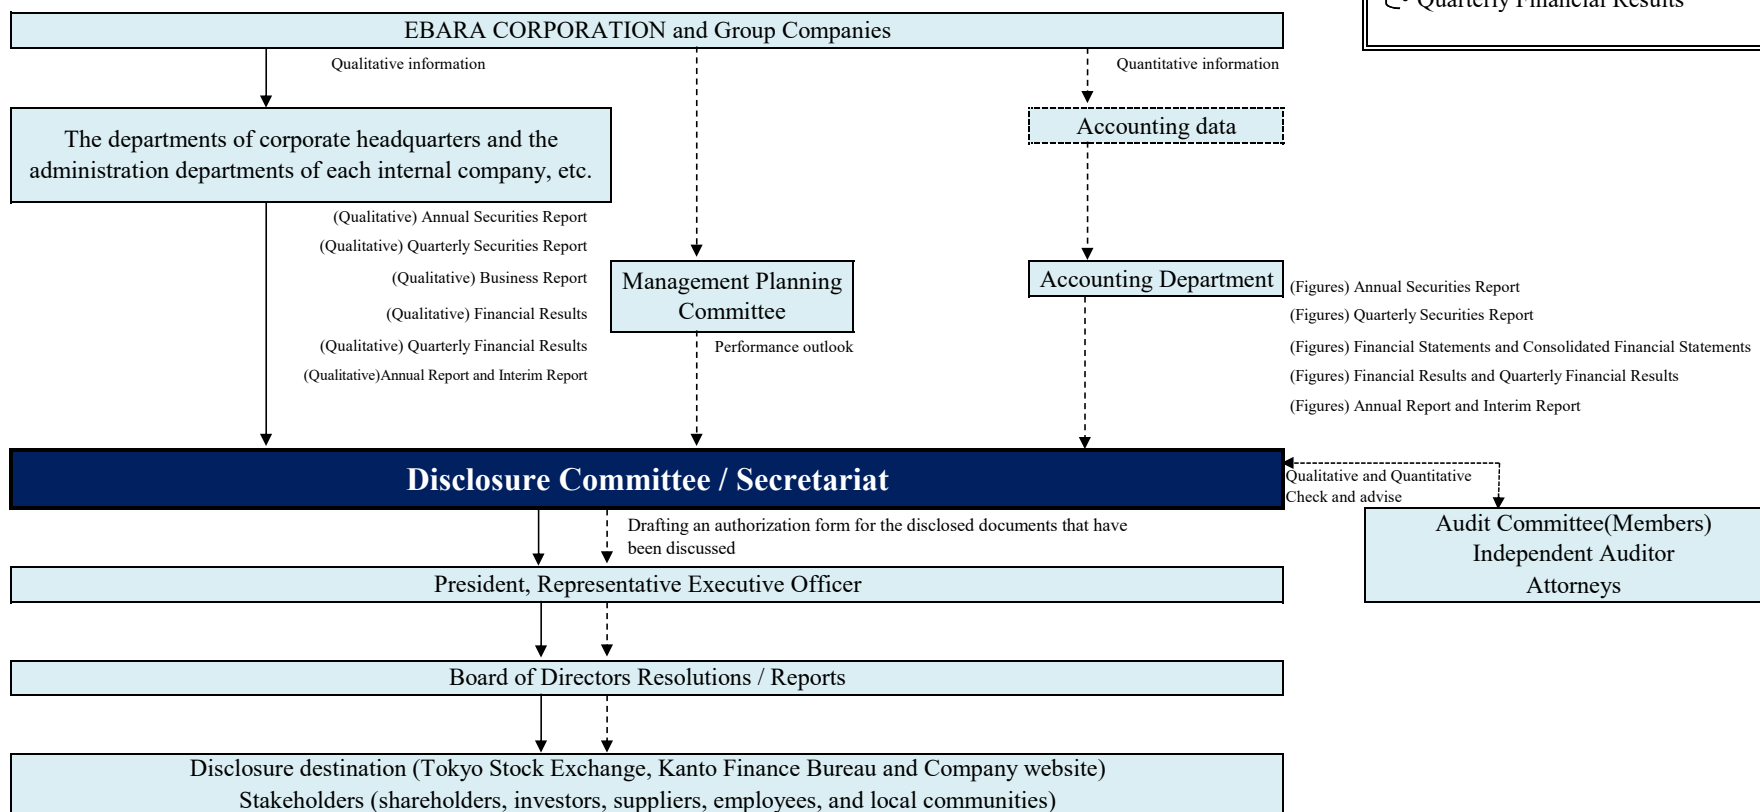 Quarterly Financial Results
EBARA CORPORATION and Group Companies
Qualitative information
Quantitative information
The departments of corporate headquarters and the
administration departments of each internal company, etc.
Accounting data
(Qualitative) Annual Securities Report
(Qualitative) Quarterly Securities Report
(Qualitative) Business Report
(Qualitative) Financial Results
(Qualitative) Quarterly Financial Results
(Qualitative)Annual Report and Interim Report
Management Planning
Committee
Performance outlook
Accounting Department
(Figures) Annual Securities Report
(Figures) Quarterly Securities Report
(Figures) Financial Statements and Consolidated Financial Statements
(Figures) Financial Results and Quarterly Financial Results
(Figures) Annual Report and Interim Report
Disclosure Committee / Secretariat
Qualitative and Quantitative
Check and advise
Drafting an authorization form for the disclosed documents that have
been discussed
Audit Committee(Members)
Independent Auditor
Attorneys
President, Representative Executive Officer
Board of Directors Resolutions / Reports
Disclosure destination (Tokyo Stock Exchange, Kanto Finance Bureau and Company website)
Stakeholders (shareholders, investors, suppliers, employees, and local communities)